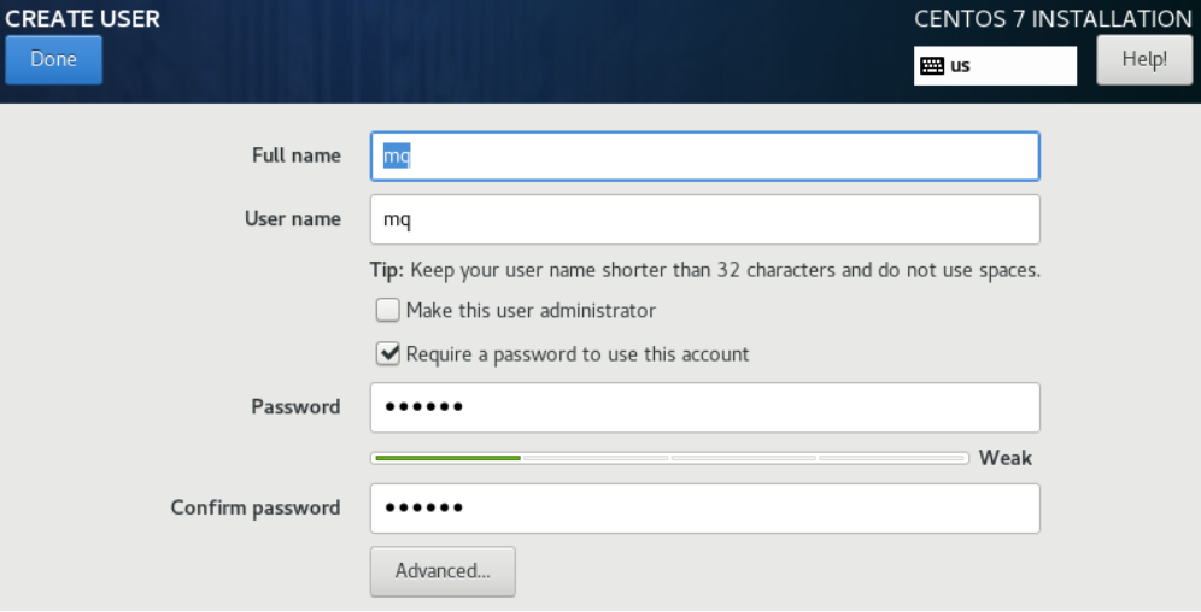 CREATE USER
CENTOS 7 INSTALLATION
Done
us
Help!
Full name
mq
User name
mq
Tip: Keep your user name shorter than 32 characters and do not use spaces.
Make this user administrator
Require a password to use this account
Password
••••••
Weak
Confirm password
••••••
Advanced...